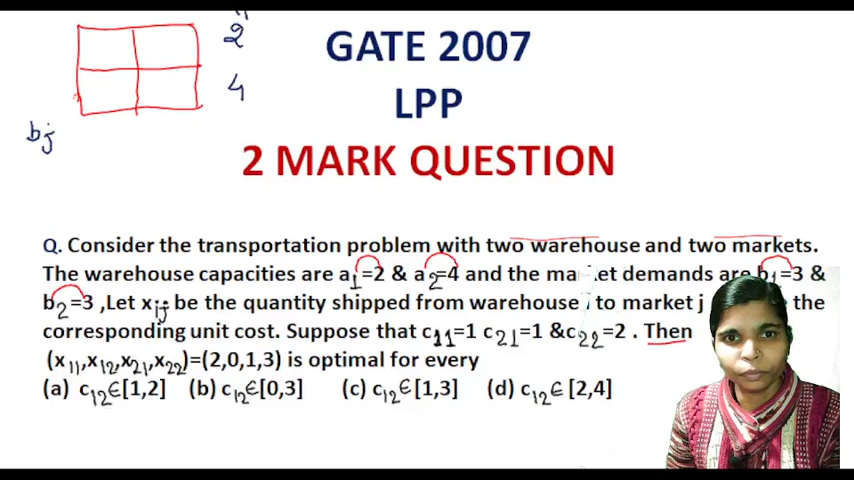 2
4
bj
GATE 2007
LPP
2 MARK QUESTION
Q. Consider the transportation problem with two warehouse and two markets.
The warehouse capacities are a1=2 & a2=4 and the ma ket demands are b1=3 &
b2=3 ,Let xij be the quantity shipped from warehouse i to market j the
corresponding unit cost. Suppose that c11=1 c21=1 &c22=2 . Then
(x11,x12,x21,x22)=(2,0,1,3) is optimal for every
(a) c12∈[1,2] (b) c12∈[0,3] (c) c12∈[1,3] (d) c12∈ [2,4]